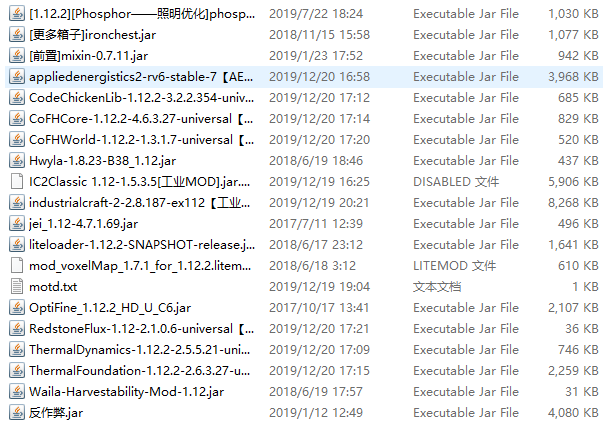 [1.12.2][Phosphor——照明优化]phosp... 2019/7/22 18:24 Executable Jar File 1,030 KB
[更多箱子]ironchest.jar 2018/11/15 15:58 Executable Jar File 1,077 KB
[前置]mixin-0.7.11.jar 2019/1/23 17:52 Executable Jar File 942 KB
appliedenergistics2-rv6-stable-7【AE... 2019/12/20 16:58 Executable Jar File 3,968 KB
CodeChickenLib-1.12.2-3.2.2.354-univ... 2019/12/20 17:12 Executable Jar File 685 KB
CoFHCore-1.12.2-4.6.3.27-universal【... 2019/12/20 17:14 Executable Jar File 829 KB
CoFHWorld-1.12.2-1.3.1.7-universal【... 2019/12/20 17:20 Executable Jar File 520 KB
Hwyla-1.8.23-B38_1.12.jar 2018/6/19 18:46 Executable Jar File 437 KB
IC2Classic 1.12-1.5.3.5[工业MOD].jar.... 2019/12/19 16:25 DISABLED 文件 5,906 KB
industrialcraft-2-2.8.187-ex112【工业... 2019/12/19 20:21 Executable Jar File 8,268 KB
jei_1.12-4.7.1.69.jar 2017/7/11 12:39 Executable Jar File 496 KB
liteloader-1.12.2-SNAPSHOT-release.j... 2018/6/17 23:12 Executable Jar File 1,641 KB
mod_voxelMap_1.7.1_for_1.12.2.litem... 2018/6/18 3:12 LITEMOD 文件 610 KB
motd.txt 2019/12/19 19:04 文本文档 1 KB
OptiFine_1.12.2_HD_U_C6.jar 2017/10/17 13:41 Executable Jar File 2,107 KB
RedstoneFlux-1.12-2.1.0.6-universal【... 2019/12/20 17:21 Executable Jar File 36 KB
ThermalDynamics-1.12.2-2.5.5.21-uni... 2019/12/20 17:09 Executable Jar File 746 KB
ThermalFoundation-1.12.2-2.6.3.27-u... 2019/12/20 17:15 Executable Jar File 2,259 KB
Waila-Harvestability-Mod-1.12.jar 2018/6/19 17:57 Executable Jar File 31 KB
反作弊.jar 2019/1/12 12:49 Executable Jar File 4,080 KB